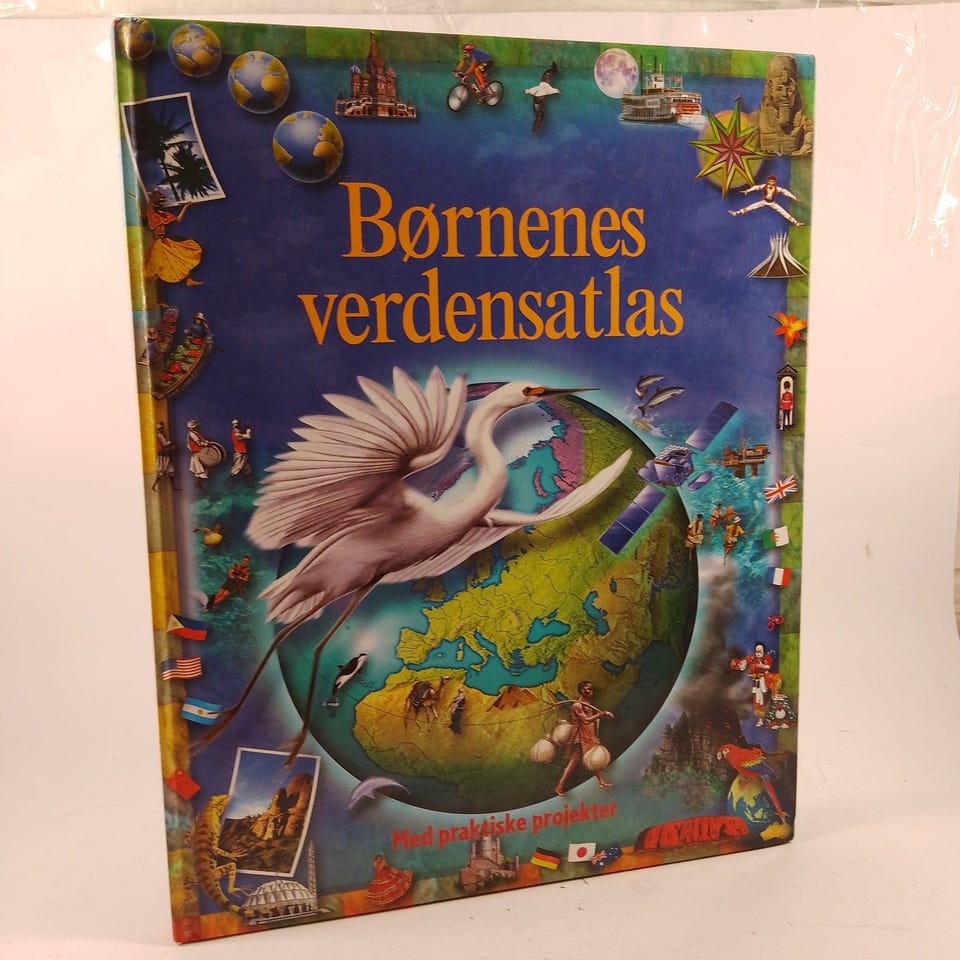 Børnenes
verdensatlas
Med praktiske projekter